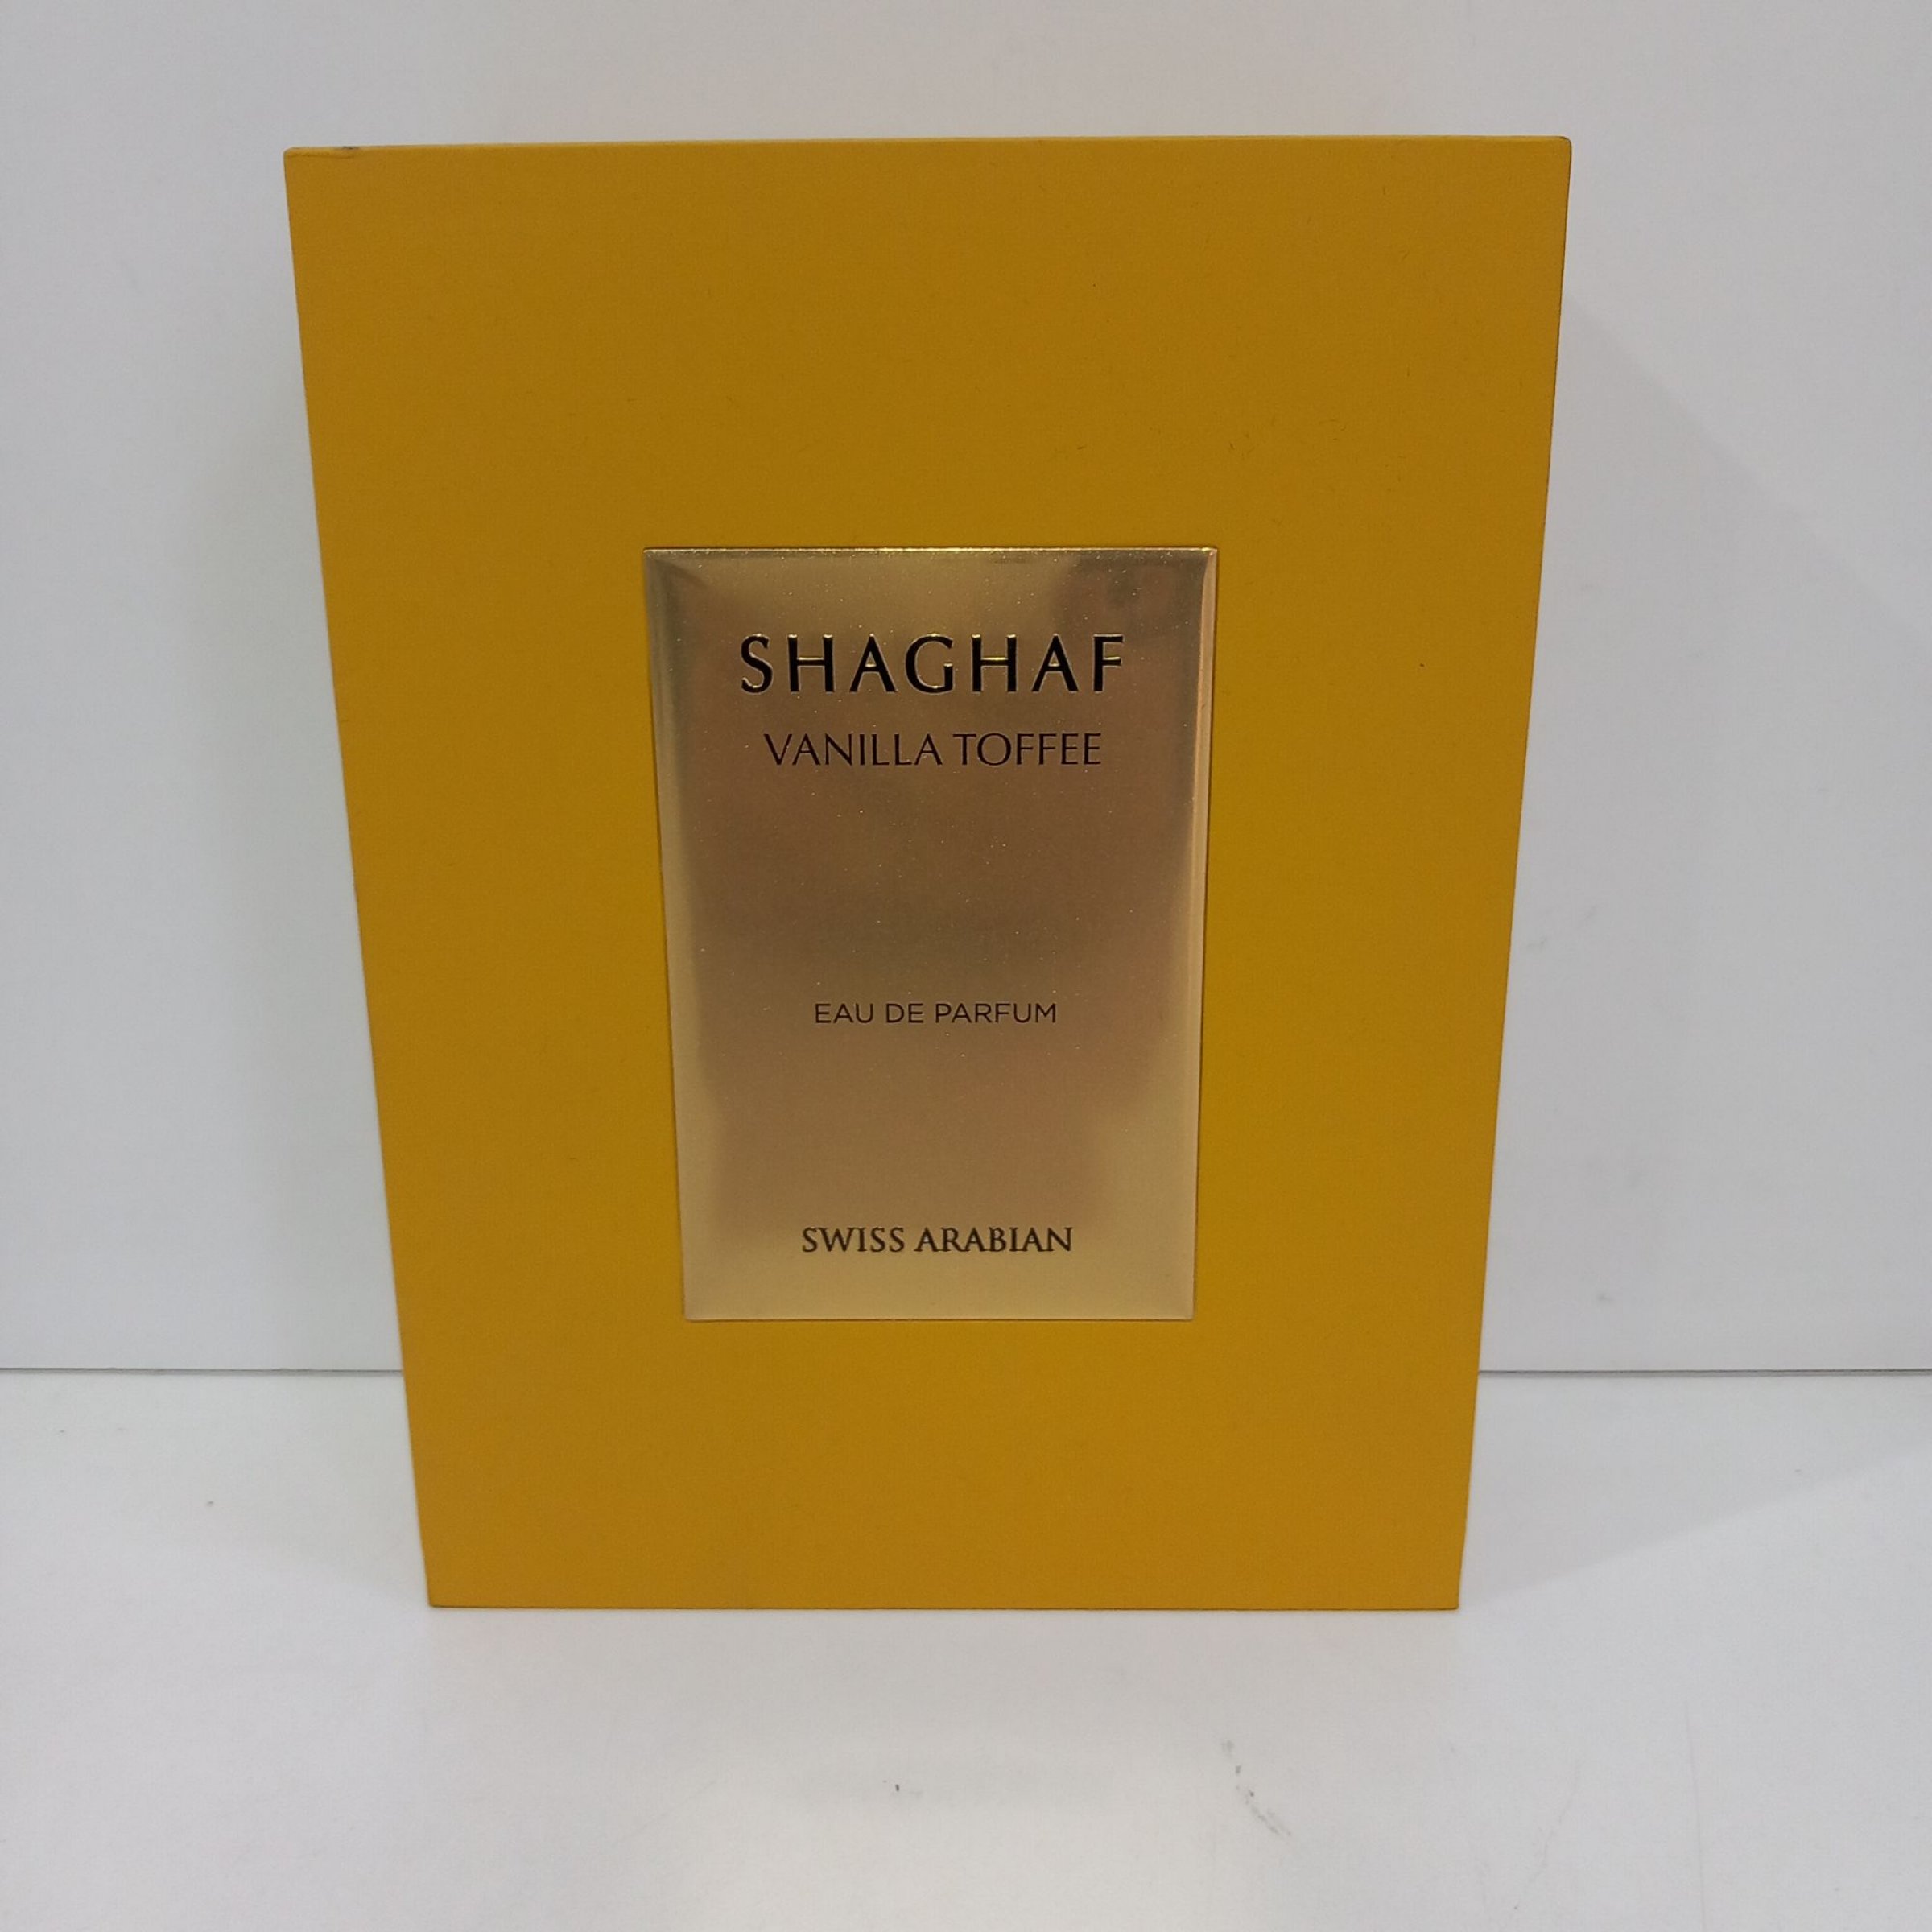 SHAGHAF
VANILLA TOFFEE
EAU DE PARFUM
SWISS ARABIAN